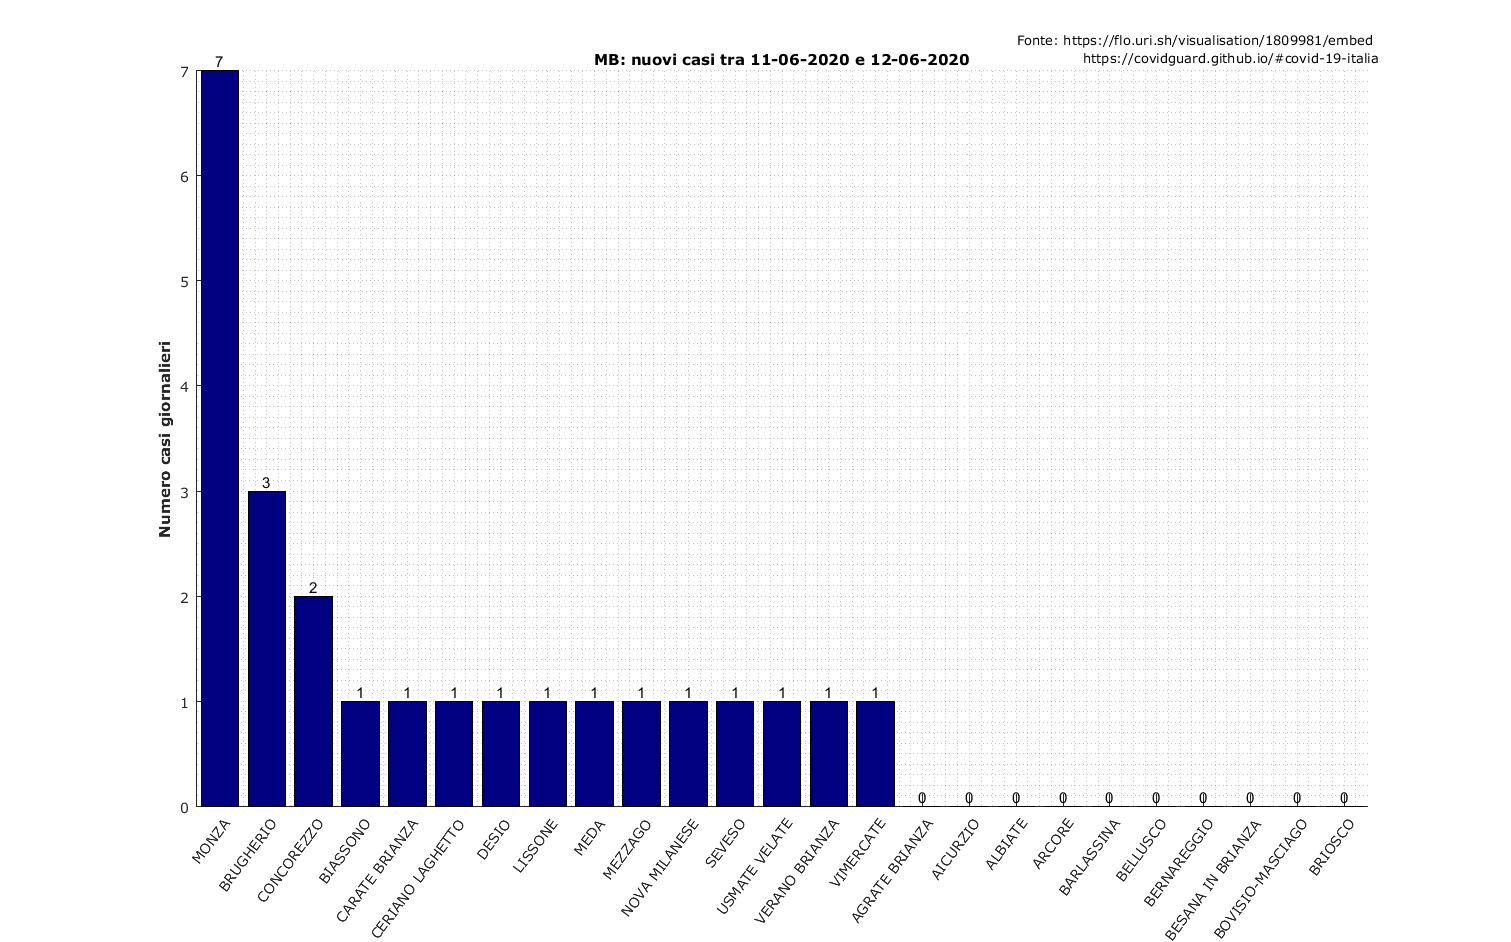 Fonte: https://flo.uri.sh/visualisation/1809981/embed
https://covidguard.github.io/#covid-19-italia
MB: nuovi casi tra 11-06-2020 e 12-06-2020
Numero casi giornalieri
7
6
5
4
3
2
1
0
7
3
2
1
1
1
1
1
1
1
1
1
1
1
1
0
0
0
0
0
0
0
0
0
0
MONZA
BRUGHERIO
CONCOREZZO
BIASSONO
CARATE BRIANZA
CERIANO LAGHETTO
DESIO
LISSONE
MEDA
MEZZAGO
NOVA MILANESE
SEVESO
USMATE VELATE
VERANO BRIANZA
VIMERCATE
AGRATE BRIANZA
AICURZIO
ALBIATE
ARCORE
BARLASSINA
BELLUSCO
BERNAREGGIO
BESANA IN BRIANZA
BOVISIO-MASCIAGO
BRIOSCO